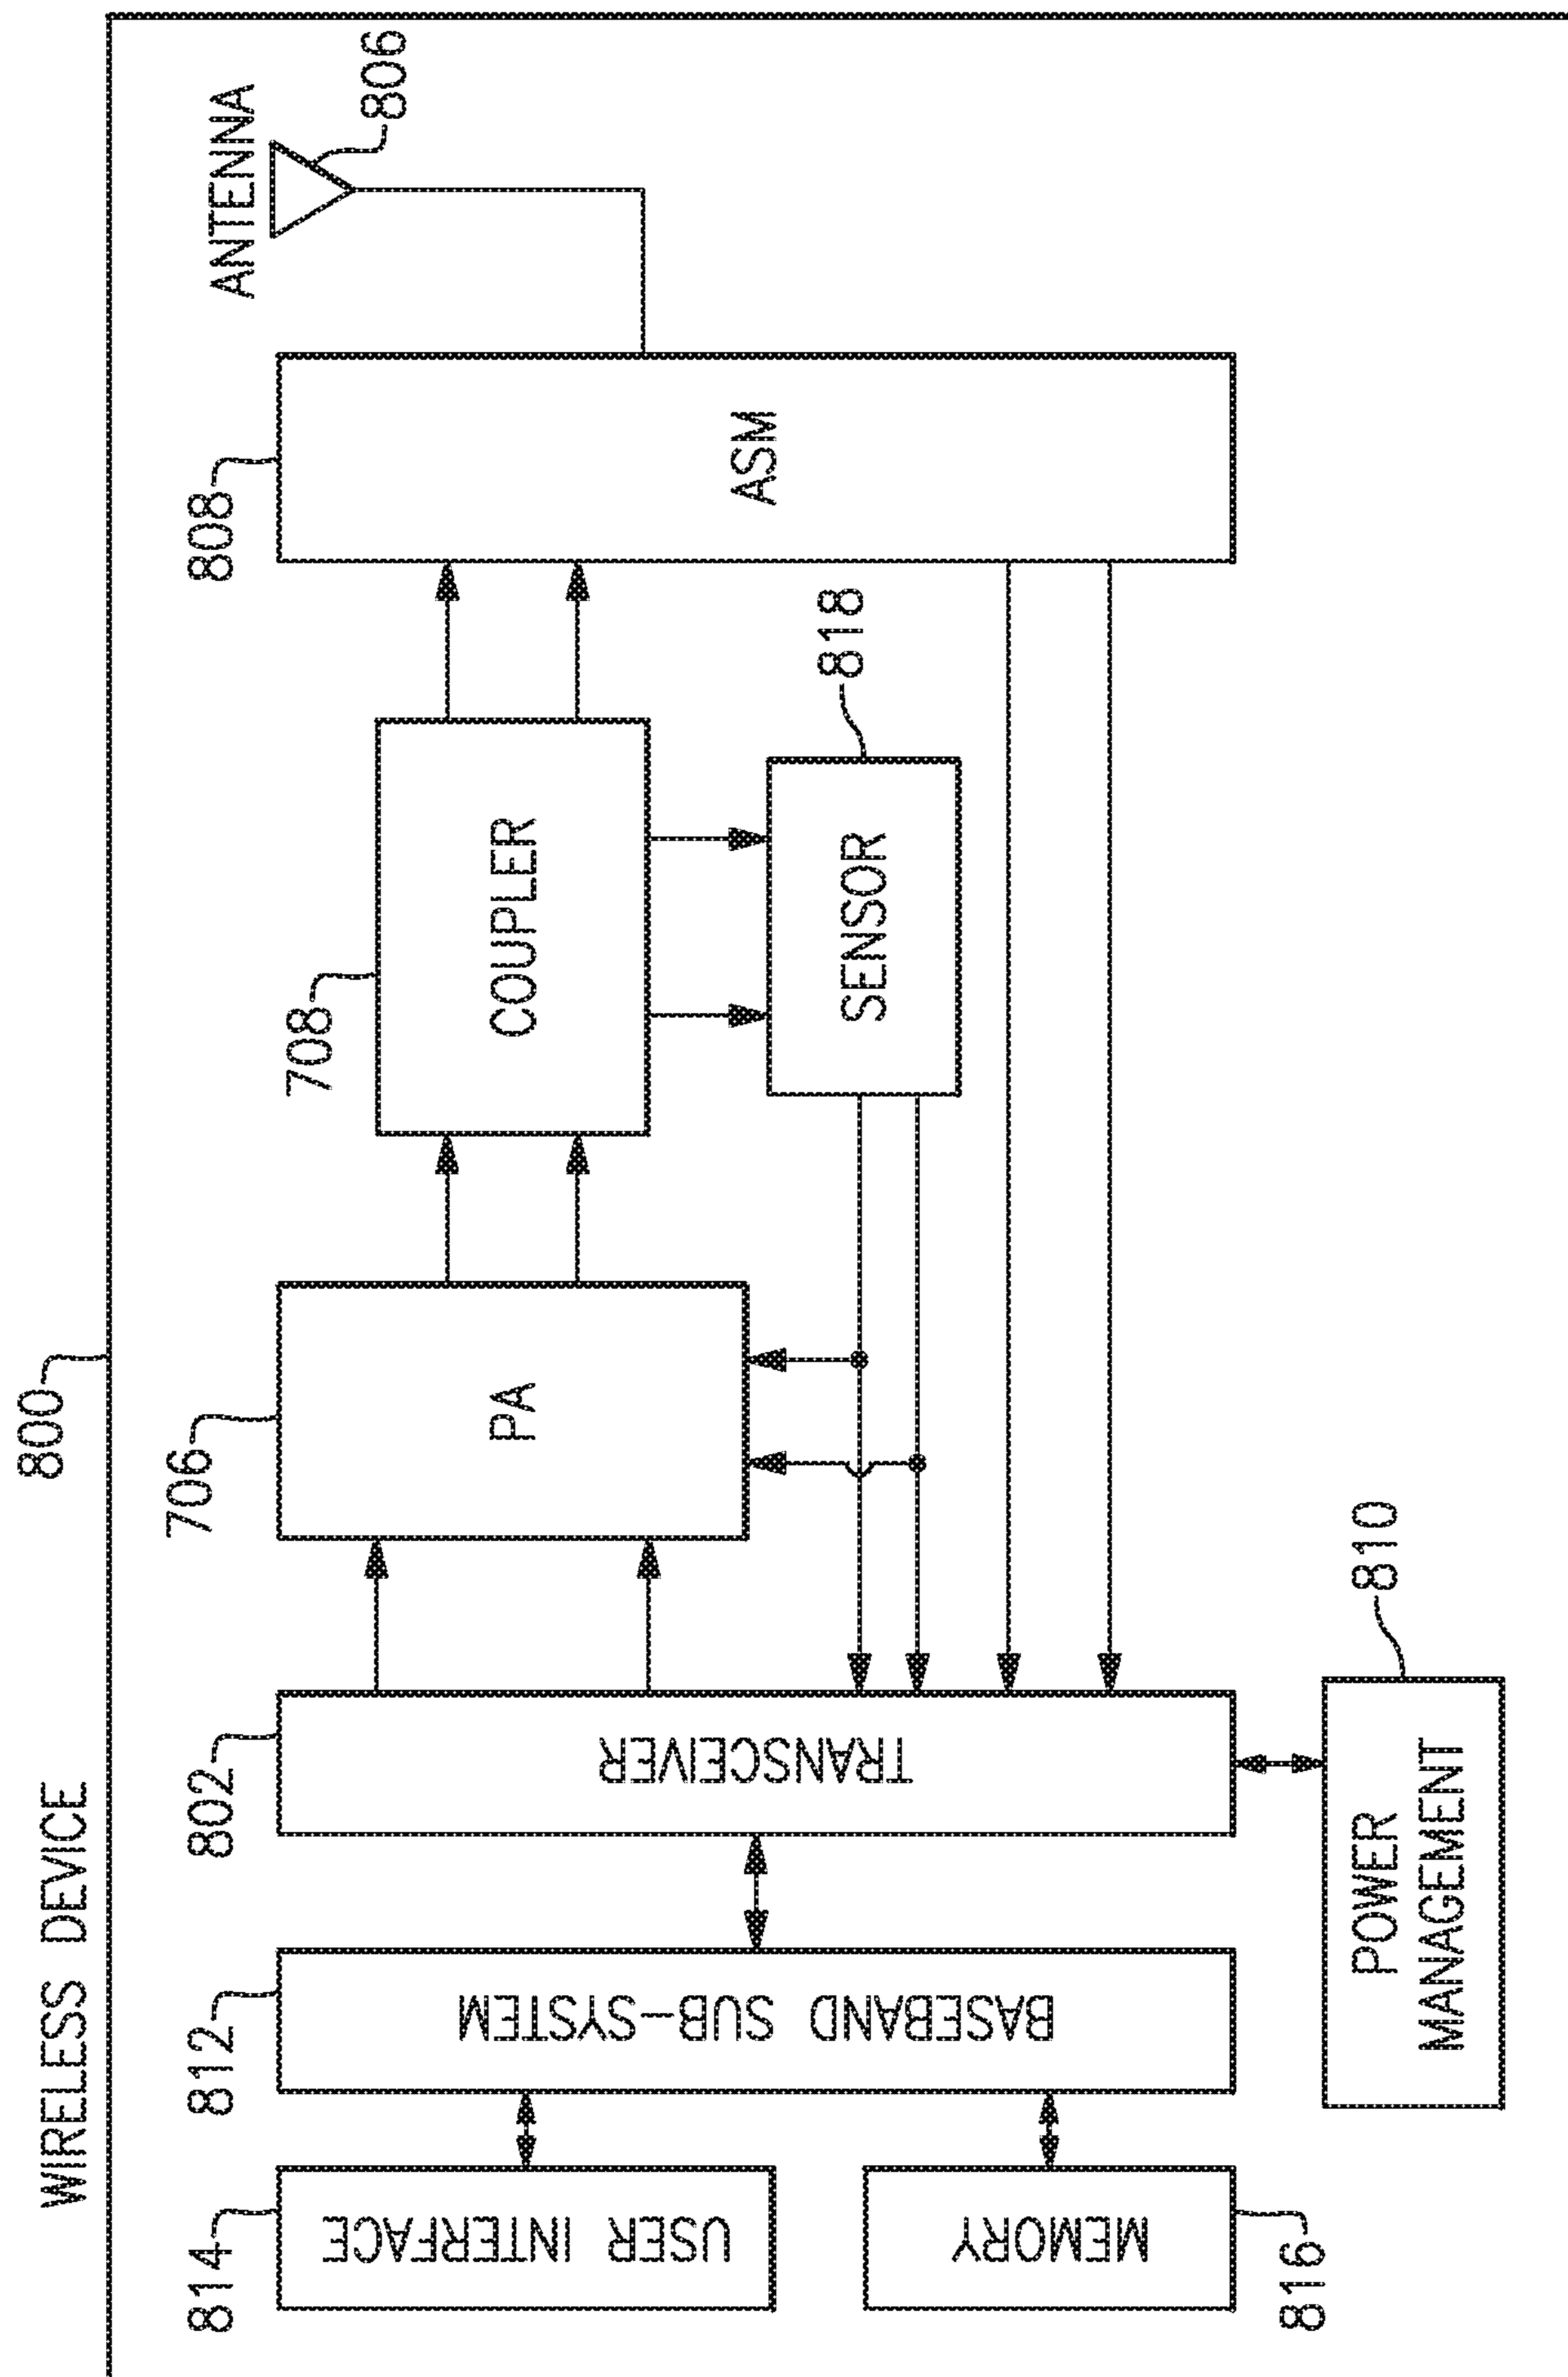 WIRELESS DEVICE
800
814
USER INTERFACE
812
BASEBAND SUB-SYSTEM
802
TRANSCEIVER
706
PA
708
COUPLER
808
ASM
ANTENNA
806
MEMORY
816
SENSOR
818
POWER
MANAGEMENT
810